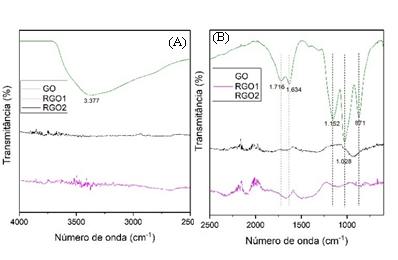 (A)
GO
RGO1
RGO2
3.377
Transmitância (%)
4000
3500
3000
250
Número de onda (cm-1)
(B)
1.716
1.634
GO
RGO1
RGO2
1.152
871
1.028
Transmitância (%)
2500
2000
1500
1000
Número de onda (cm-1)